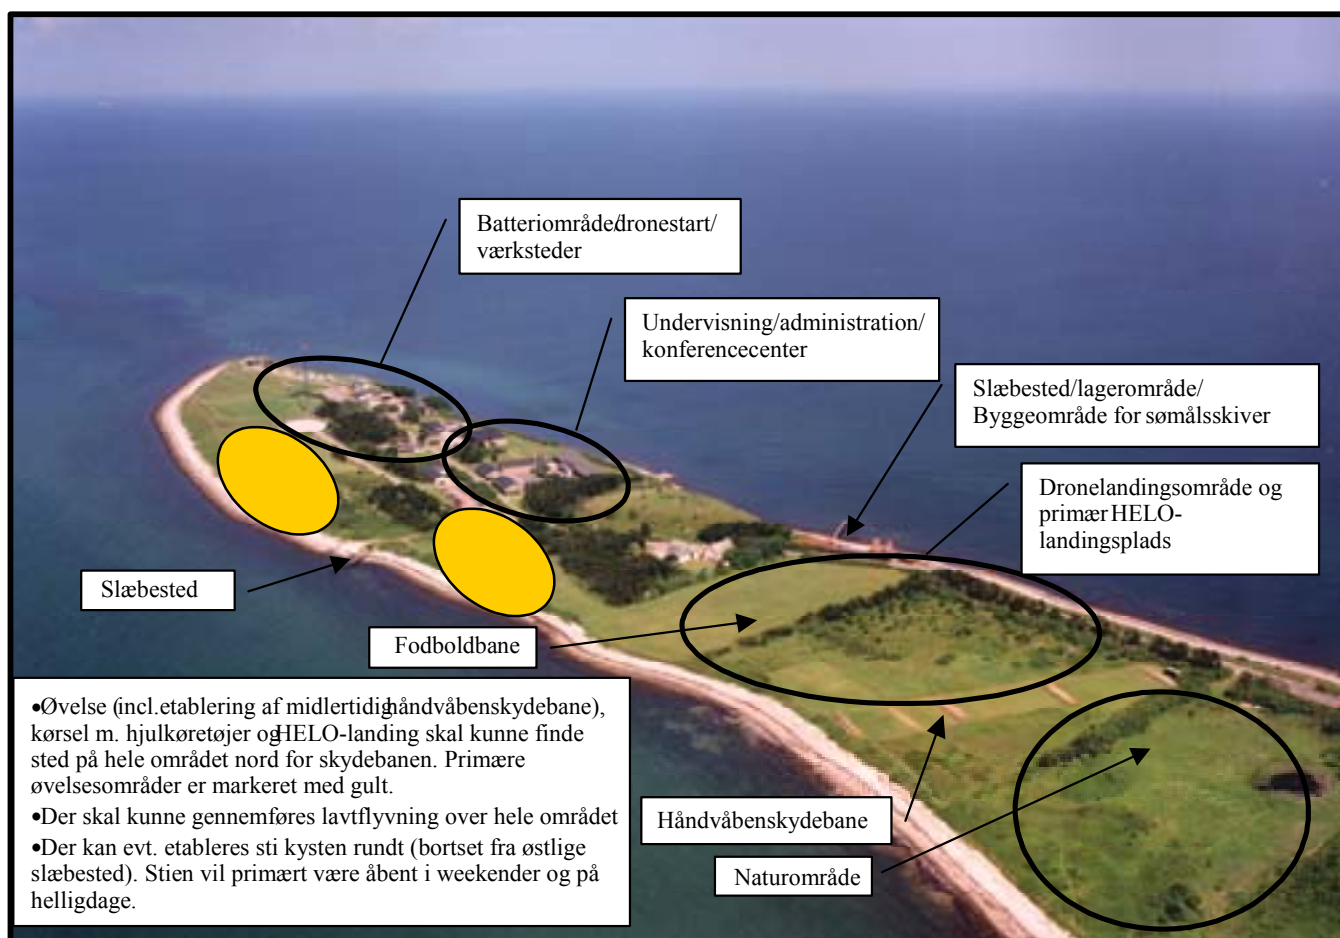 Batteriområde/dronestart/
værksteder
Undervisning/administration/
konferencecenter
Slæbested/lagerområde/
Byggeområde for sømålsskiver
Dronelandingsområde og
primær HELO-
landingsplads
Slæbested
Fodboldbane
•Øvelse (incl.etablering af midlertidig håndvåbenskydebane),
kørsel m. hjulkøretøjer og HELO-landing skal kunne finde
sted på hele området nord for skydebanen. Primære
øvelsesområder er markeret med gult.
•Der skal kunne gennemføres lavtflyvning over hele området
•Der kan evt. etableres sti kysten rundt (bortset fra østlige
slæbested). Stien vil primært være åbent i weekender og på
helligdage.
Håndvåbenskydebane
Naturområde